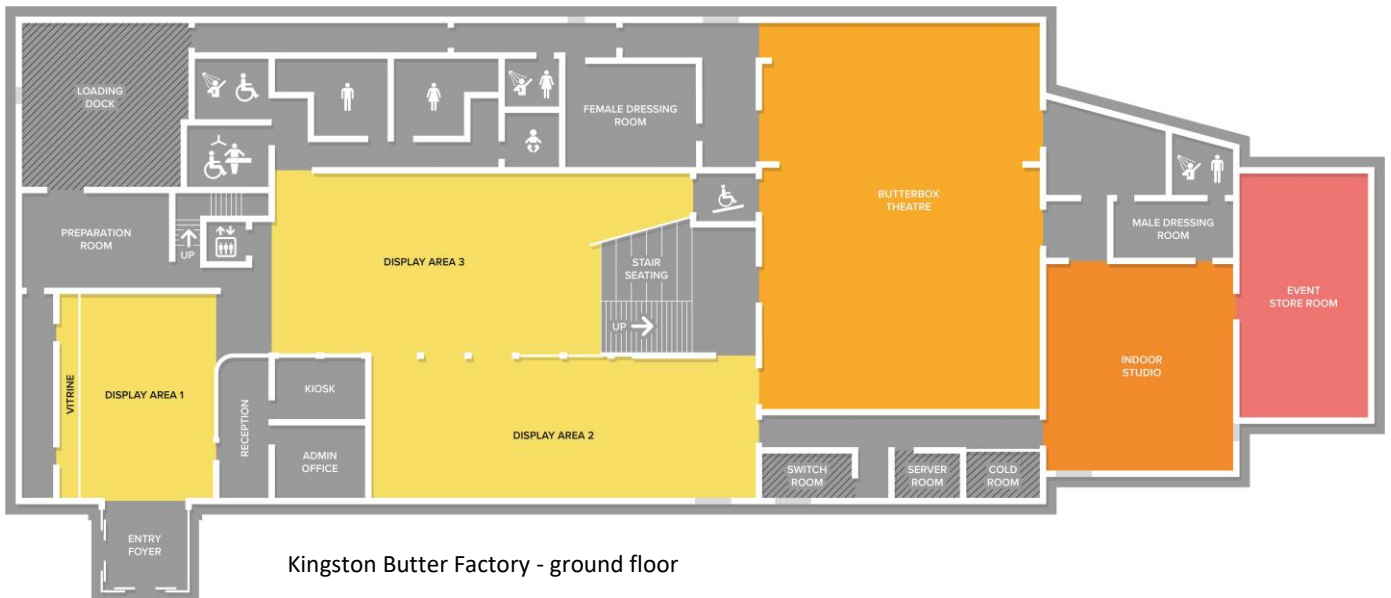 LOADING
DOCK
FEMALE DRESSING
ROOM
BUTTERBOX
THEATRE
PREPARATION
ROOM
UP
DISPLAY AREA 3
STAIR
SEATING
UP
MALE DRESSING
ROOM
EVENT
STORE ROOM
INDOOR
STUDIO
VITRINE
DISPLAY AREA 1
RECEPTION
KIOSK
ADMIN
OFFICE
DISPLAY AREA 2
SWITCH
ROOM
SERVER
ROOM
COLD
ROOM
ENTRY
FOYER
Kingston Butter Factory - ground floor